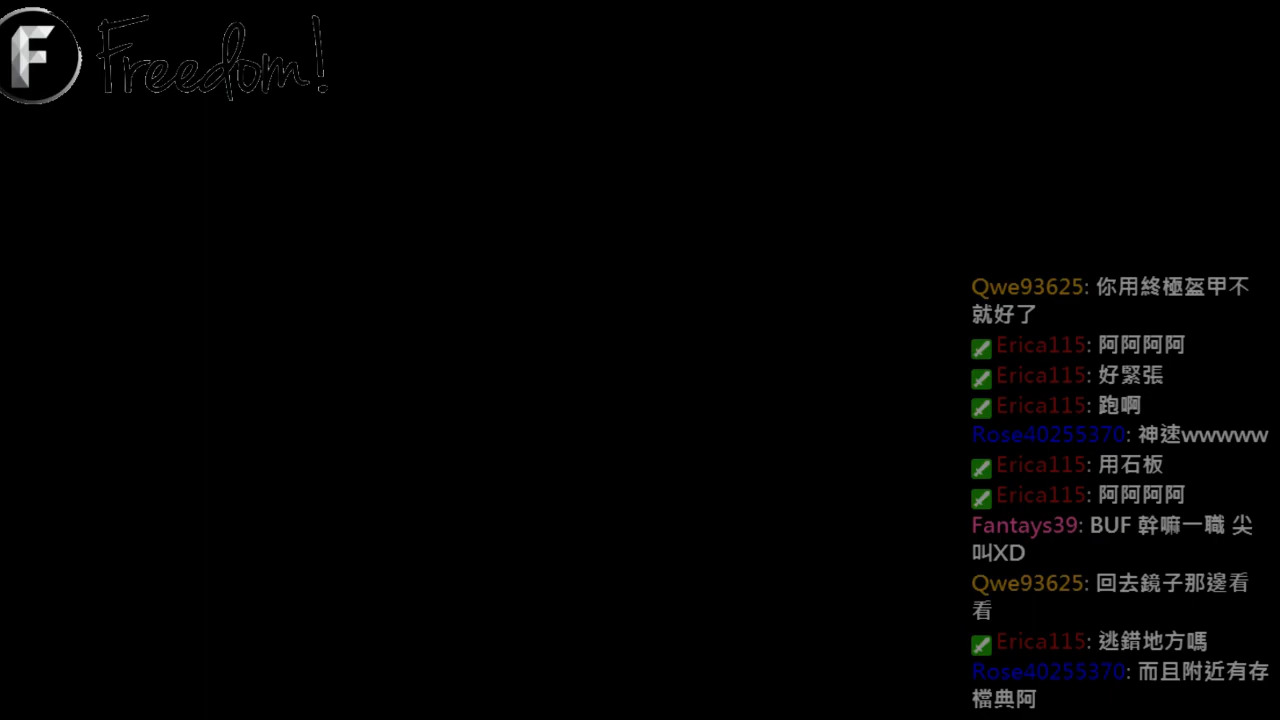 F Freedom!
Qwe93625: 你用終極盔甲不
就好了
Erica115: 阿阿阿阿
Erica115: 好緊張
Erica115: 跑啊
Rose40255370: 神速wwwww
Erica115: 用石板
Erica115: 阿阿阿阿
Fantays39: BUF 幹嘛一職 尖
叫XD
Qwe93625: 回去鏡子那邊看
看
Erica115: 逃錯地方嗎
Rose40255370: 而且附近有存
檔典阿